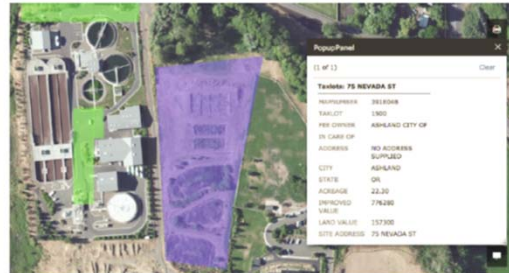 PopupPanel
(1 of 1)
Clear
Taxlots: 75 NEVADA ST
MAPNUMBER 391E04B
TAXLOT 1900
FEE OWNER ASHLAND CITY OF
IN CARE OF
ADDRESS NO ADDRESS
SUPPLIED
CITY ASHLAND
STATE OR
ACREAGE 22.30
IMPROVED 776280
VALUE
LAND VALUE 157300
SITE ADDRESS 75 NEVADA ST